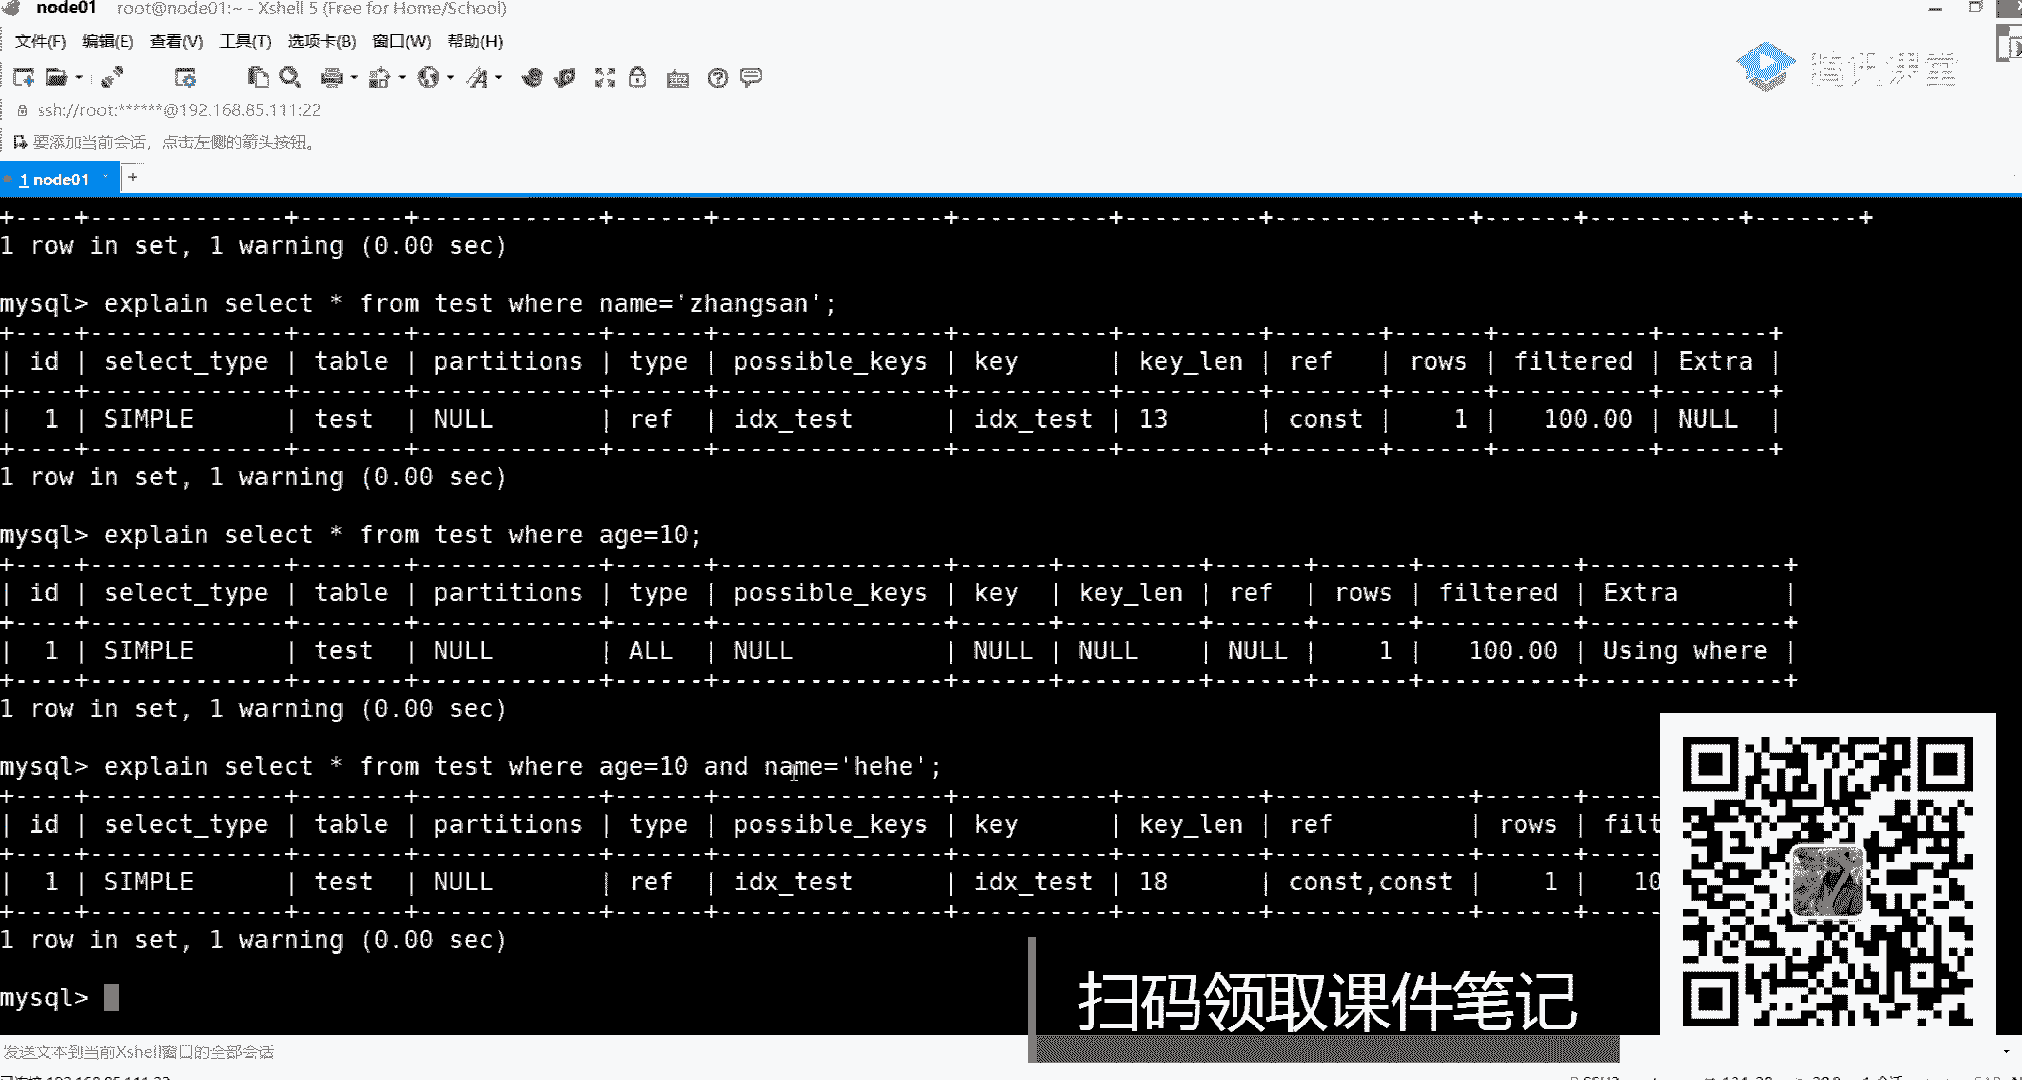 node01 root@node01:~ - Xshell 5 (Free for Home/School)
文件(F) 编辑(E) 查看(V) 工具(T) 选项卡(B) 窗口(W) 帮助(H)
腾讯课堂
ssh://root:******@192.168.85.111:22
要添加当前会话，点击左侧的箭头按钮。
1 node01 +
+----+-------------+-------+------------+------+---------------+----------+---------+-------------+------+----------+-------+
1 row in set, 1 warning (0.00 sec)
mysql> explain select * from test where name='zhangsan';
+----+-------------+-------+------------+------+---------------+----------+---------+-------+------+----------+-------+
| id | select_type | table | partitions | type | possible_keys | key      | key_len | ref   | rows | filtered | Extra |
+----+-------------+-------+------------+------+---------------+----------+---------+-------+------+----------+-------+
|  1 | SIMPLE      | test  | NULL       | ref  | idx_test      | idx_test | 13      | const |    1 |   100.00 | NULL  |
+----+-------------+-------+------------+------+---------------+----------+---------+-------+------+----------+-------+
1 row in set, 1 warning (0.00 sec)
mysql> explain select * from test where age=10;
+----+-------------+-------+------------+------+---------------+------+---------+------+------+----------+-------------+
| id | select_type | table | partitions | type | possible_keys | key  | key_len | ref  | rows | filtered | Extra       |
+----+-------------+-------+------------+------+---------------+------+---------+------+------+----------+-------------+
|  1 | SIMPLE      | test  | NULL       | ALL  | NULL          | NULL | NULL    | NULL |    1 |   100.00 | Using where |
+----+-------------+-------+------------+------+---------------+------+---------+------+------+----------+-------------+
1 row in set, 1 warning (0.00 sec)
mysql> explain select * from test where age=10 and name='hehe';
+----+-------------+-------+------------+------+---------------+----------+---------+-------------+------+-----
| id | select_type | table | partitions | type | possible_keys | key      | key_len | ref         | rows | filt
+----+-------------+-------+------------+------+---------------+----------+---------+-------------+------+-----
|  1 | SIMPLE      | test  | NULL       | ref  | idx_test      | idx_test | 18      | const,const |    1 |   10
+----+-------------+-------+------------+------+---------------+----------+---------+-------------+------+-----
1 row in set, 1 warning (0.00 sec)
mysql>
扫码领取课件笔记
发送文本到当前Xshell窗口的全部会话